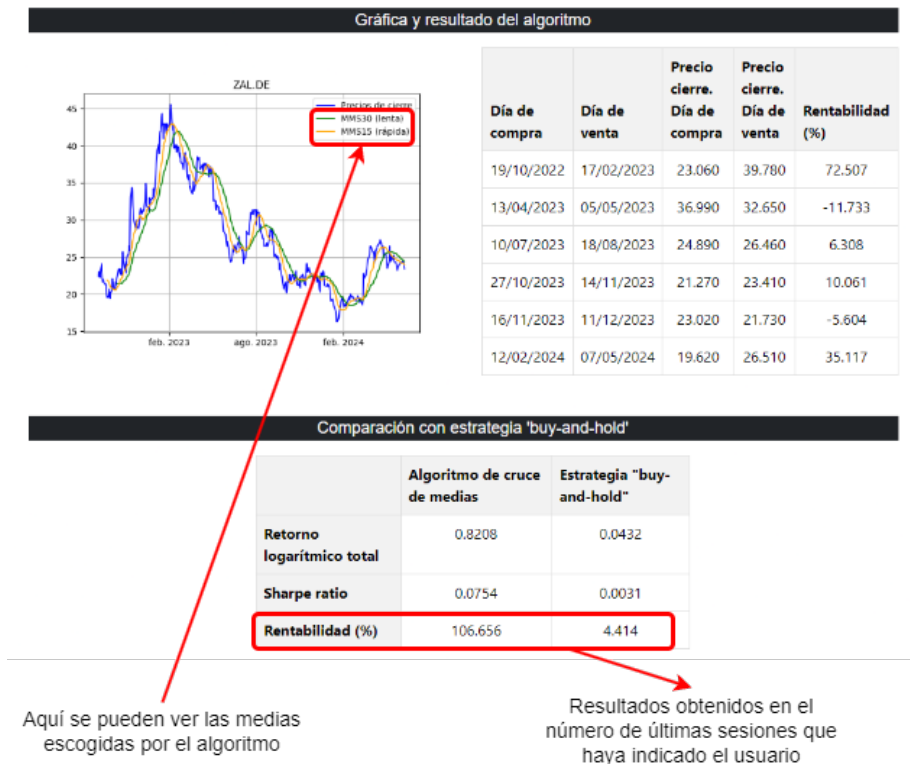 Gráfica y resultado del algoritmo
ZAL.DE
Precios de cierre
MMS30 (lenta)
MMS15 (rápida)
45
40
35
30
25
20
15
feb. 2023 ago. 2023 feb. 2024
Día de compra Día de venta Precio cierre. Día de compra Precio cierre. Día de venta Rentabilidad (%)
19/10/2022 17/02/2023 23.060 39.780 72.507
13/04/2023 05/05/2023 36.990 32.650 -11.733
10/07/2023 18/08/2023 24.890 26.460 6.308
27/10/2023 14/11/2023 21.270 23.410 10.061
16/11/2023 11/12/2023 23.020 21.730 -5.604
12/02/2024 07/05/2024 19.620 26.510 35.117
Comparación con estrategia 'buy-and-hold'
Algoritmo de cruce de medias Estrategia "buy-and-hold"
Retorno logarítmico total 0.8208 0.0432
Sharpe ratio 0.0754 0.0031
Rentabilidad (%) 106.656 4.414
Aquí se pueden ver las medias
escogidas por el algoritmo
Resultados obtenidos en el
número de últimas sesiones que
haya indicado el usuario